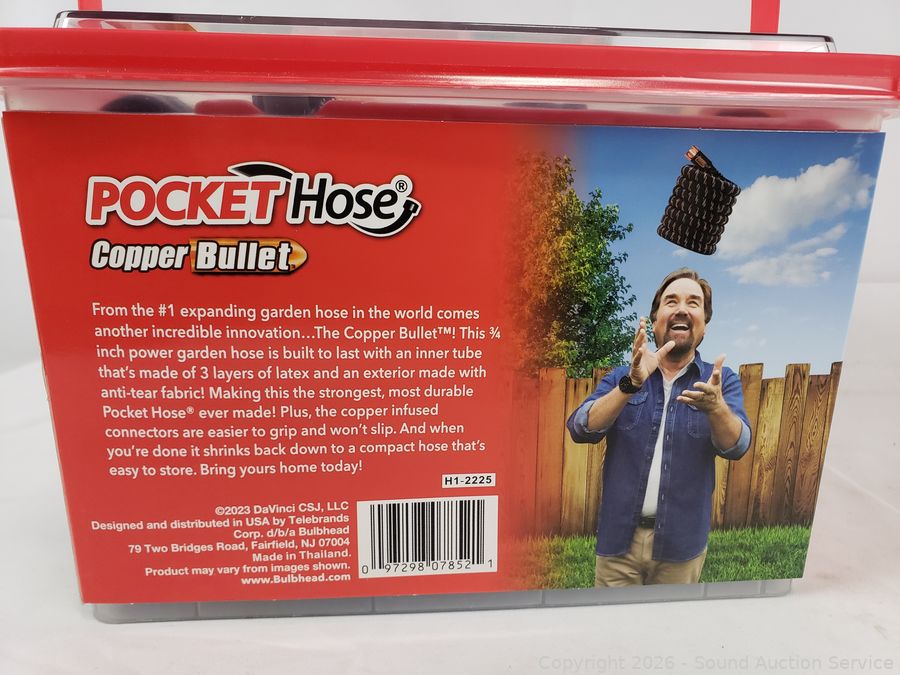 POCKET Hose®
Copper Bullet™
From the #1 expanding garden hose in the world comes
another incredible innovation...The Copper Bullet™! This ¾
inch power garden hose is built to last with an inner tube
that's made of 3 layers of latex and an exterior made with
anti-tear fabric! Making this the strongest, most durable
Pocket Hose® ever made! Plus, the copper infused
connectors are easier to grip and won't slip. And when
you're done it shrinks back down to a compact hose that's
easy to store. Bring yours home today!
H1-2225
©2023 DaVinci CSJ, LLC
Designed and distributed in USA by Telebrands
Corp. d/b/a Bulbhead
79 Two Bridges Road, Fairfield, NJ 07004
Made in Thailand.
Product may vary from images shown.
www.Bulbhead.com
0 97298 07852 1
Copyright 2026 - Sound Auction Service